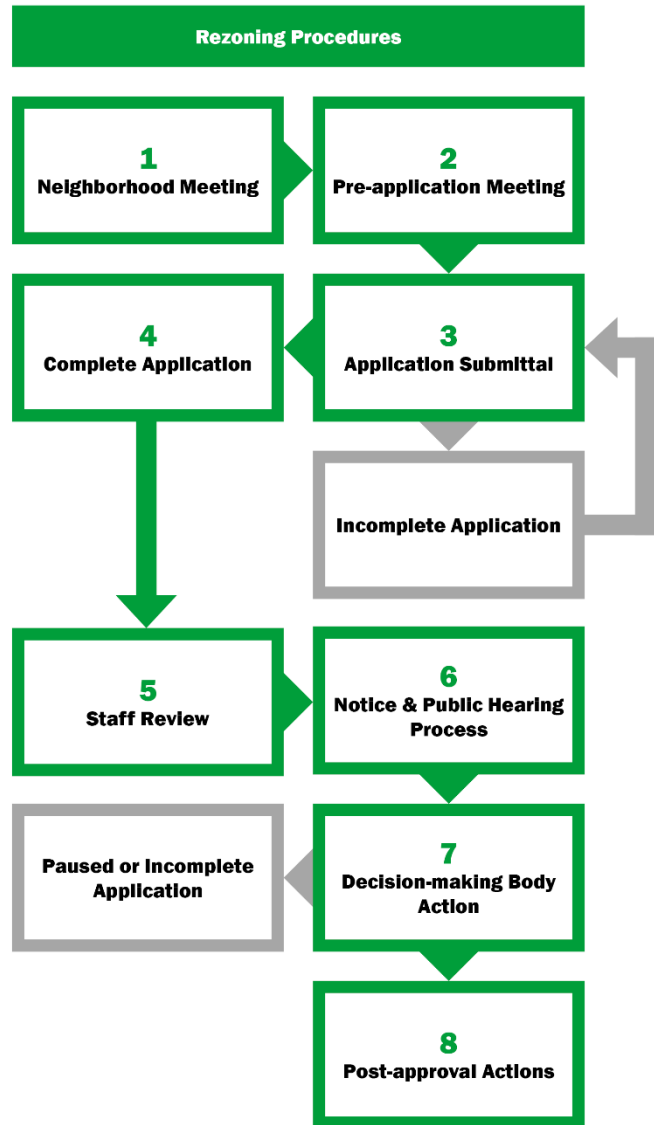 Rezoning Procedures
1
Neighborhood Meeting
2
Pre-application Meeting
4
Complete Application
3
Application Submittal
Incomplete Application
5
Staff Review
6
Notice & Public Hearing
Process
Paused or Incomplete
Application
7
Decision-making Body
Action
8
Post-approval Actions